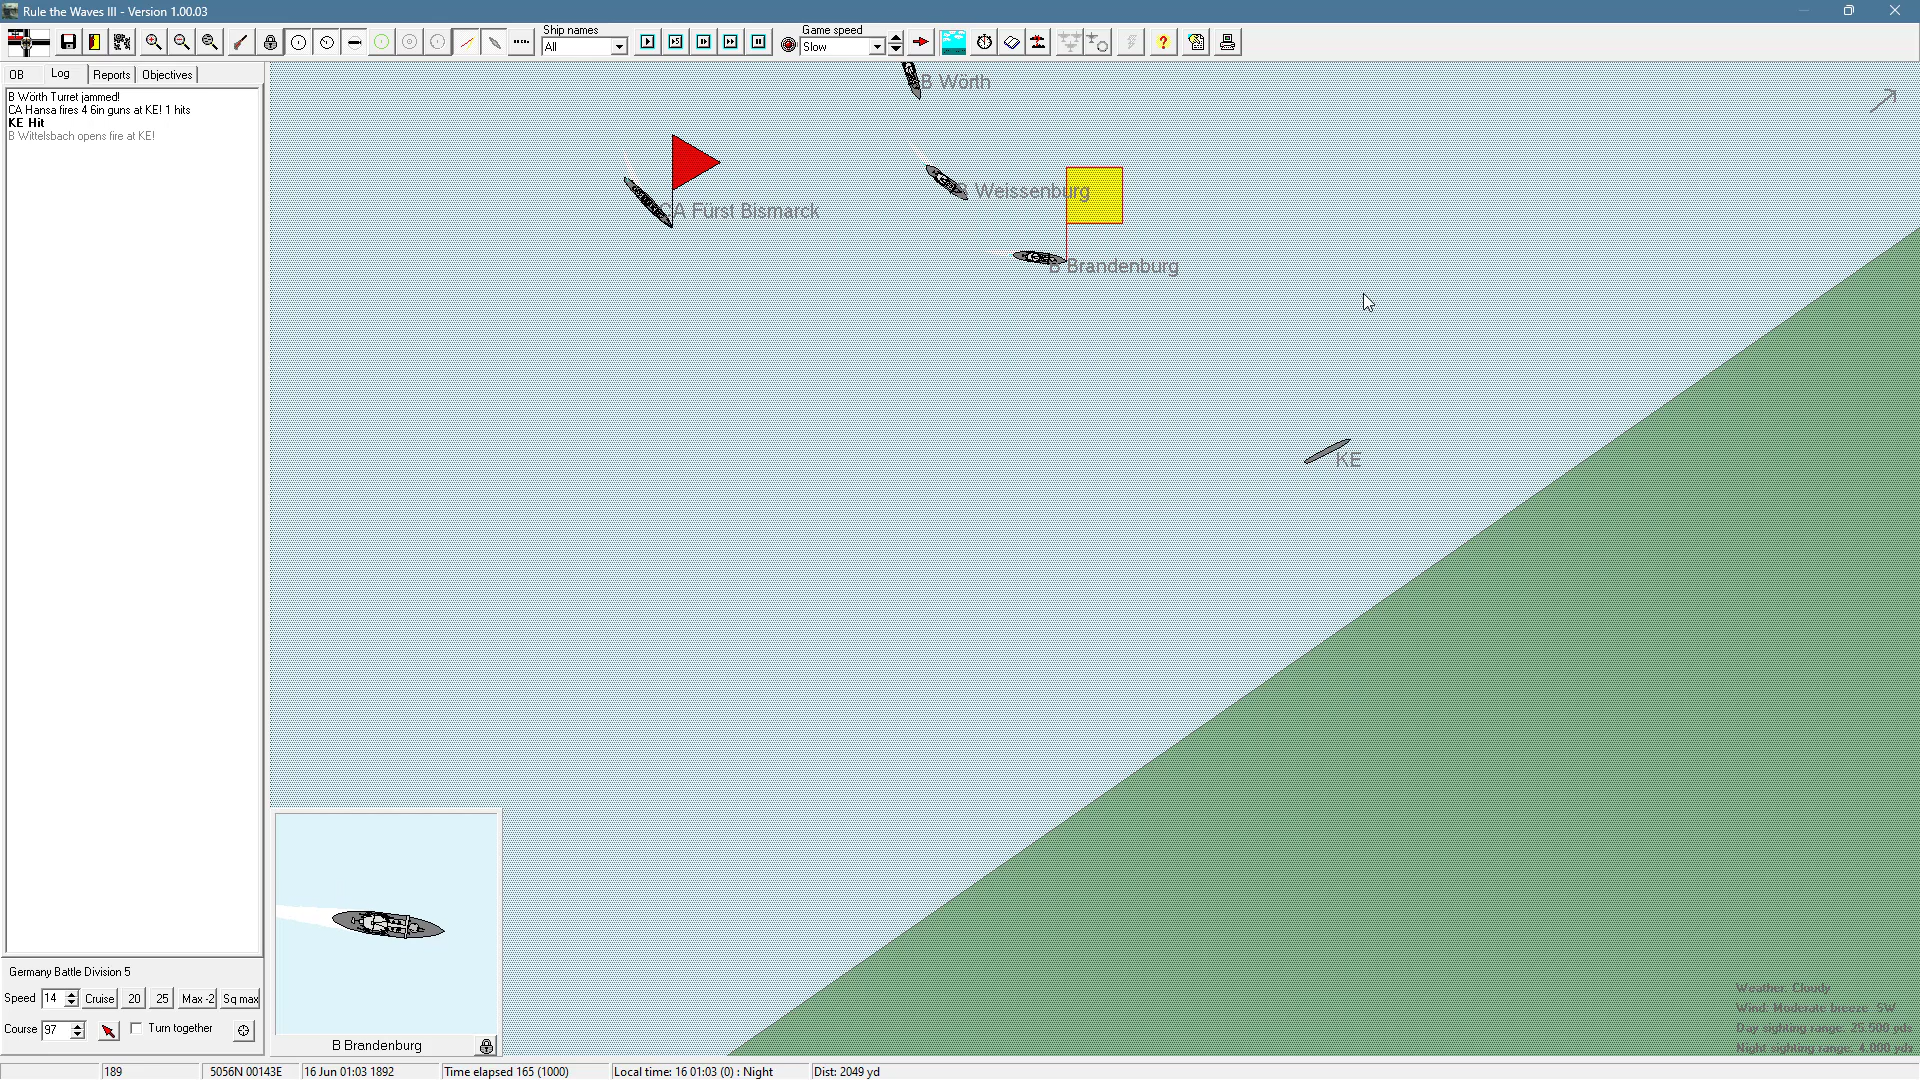 Rule the Waves III - Version 1.00.03
Ship names
All
Game speed
Slow
OB
Log
Reports
Objectives
B Wörth Turret jammed!
CA Hansa fires 4 6in guns at KE! 1 hits
KE Hit
B Wittelsbach opens fire at KE!
B Wörth
B Weissenburg
CA Fürst Bismarck
B Brandenburg
KE
Germany Battle Division 5
Speed 14 Cruise 20 25 Max -2 Sq max
Course 97 Turn together
B Brandenburg
Weather: Cloudy
Wind: Moderate breeze SW
Day sighting range: 25.500 yds
Night sighting range: 4.000 yds
189
5056N 00143E
16 Jun 01:03 1892
Time elapsed 165 (1000)
Local time: 16 01:03 (0) : Night
Dist: 2049 yd